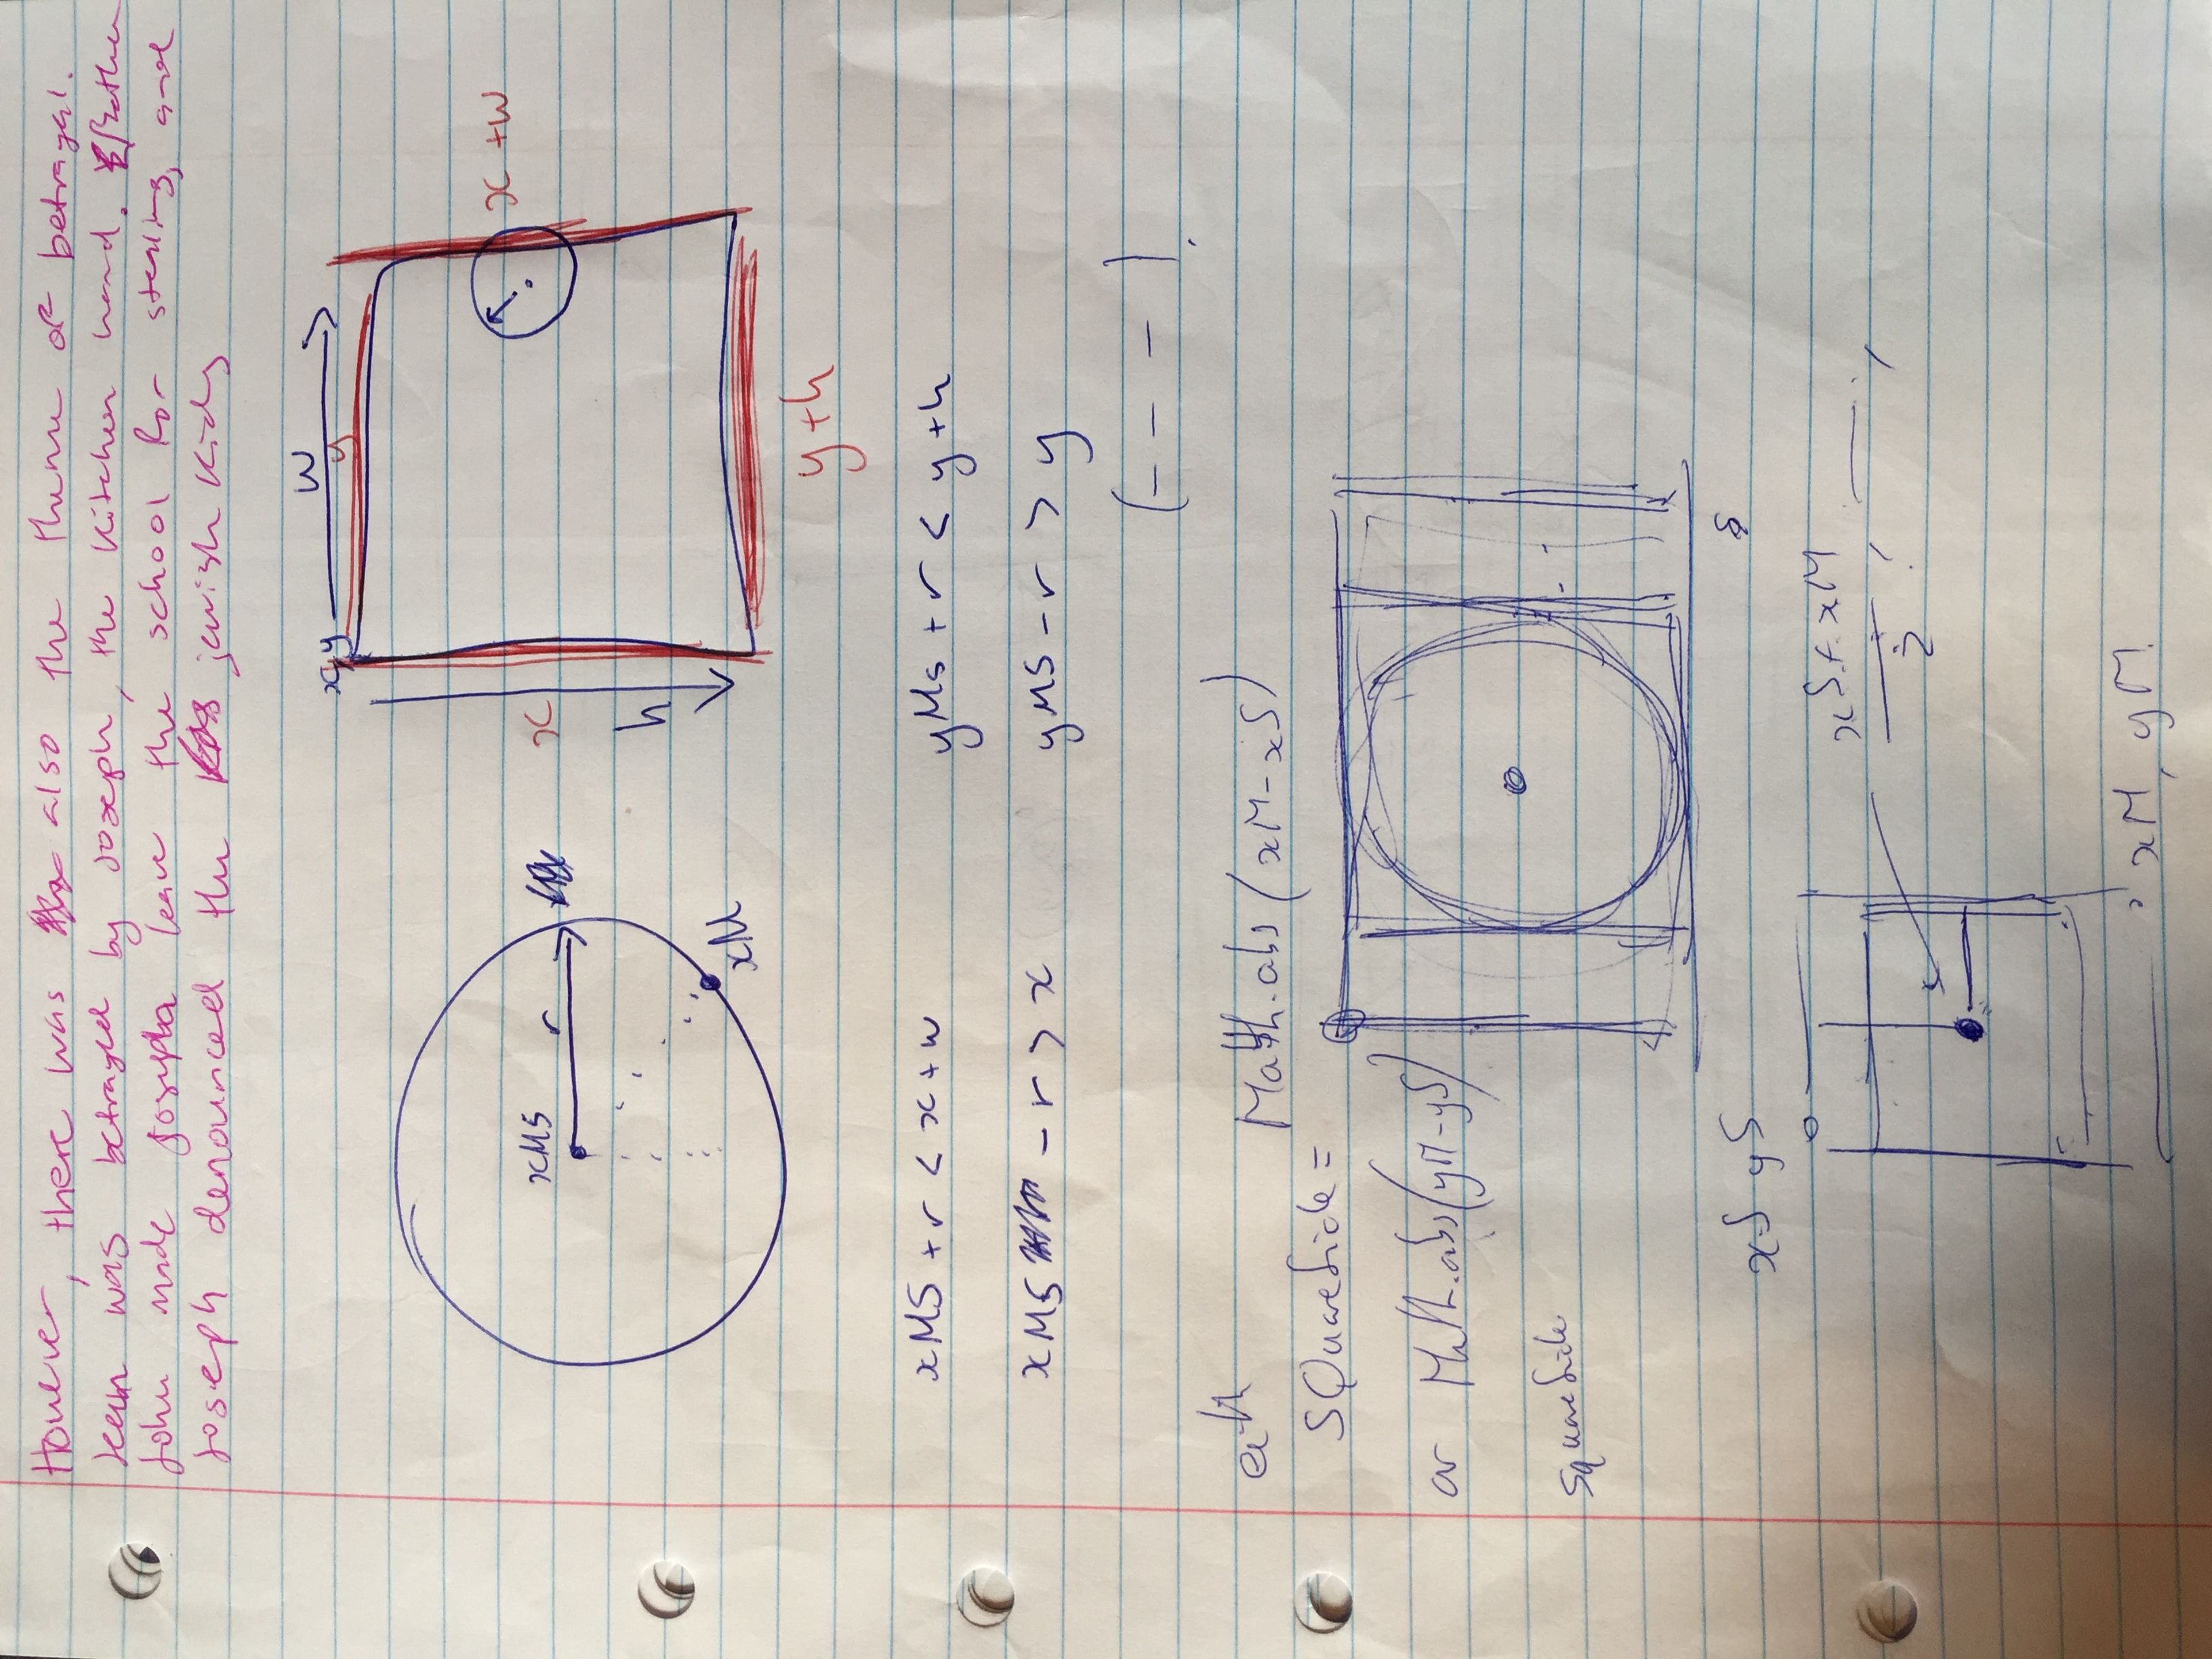 However, there was also the theme of betrayal.
was betrayed by Joseph, the kitchen hand. Father
John made Joseph leave the school for stealing, and
Joseph denounced the jewish kids
w
x, y
y
xMS
r
x
x + w
h
xM
y + h
xMS + r < x + w
yMS + r < y + h
xMS - r > x
yMS - r > y
(- - - ).
eith
Math.abs(xM - xS)
SQuareSide =
or Math.abs(yM - yS)
SquareSide
S
xS yS
xS + xM
2
xM, yM